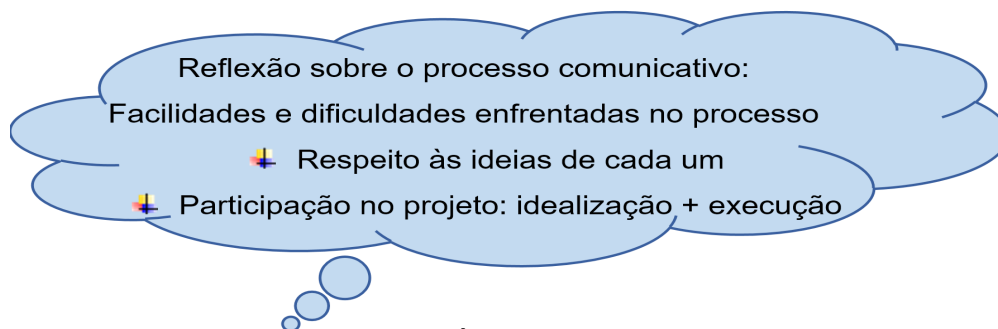 Reflexão sobre o processo comunicativo:
Facilidades e dificuldades enfrentadas no processo
Respeito às ideias de cada um
Participação no projeto: idealização + execução